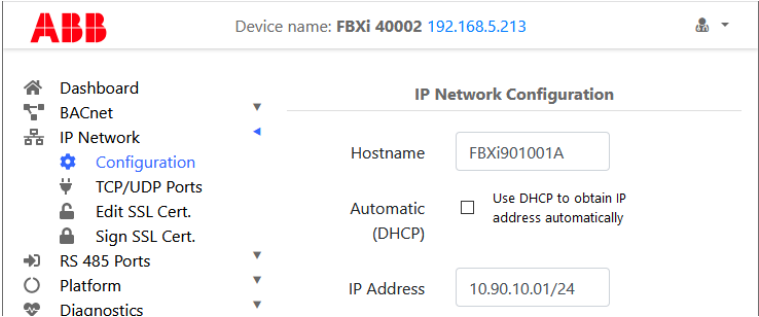 ABB
Device name: FBXi 40002 192.168.5.213
Dashboard
BACnet
IP Network
Configuration
TCP/UDP Ports
Edit SSL Cert.
Sign SSL Cert.
RS 485 Ports
Platform
Diagnostics
IP Network Configuration
Hostname
FBXi901001A
Automatic
(DHCP)
Use DHCP to obtain IP
address automatically
IP Address
10.90.10.01/24